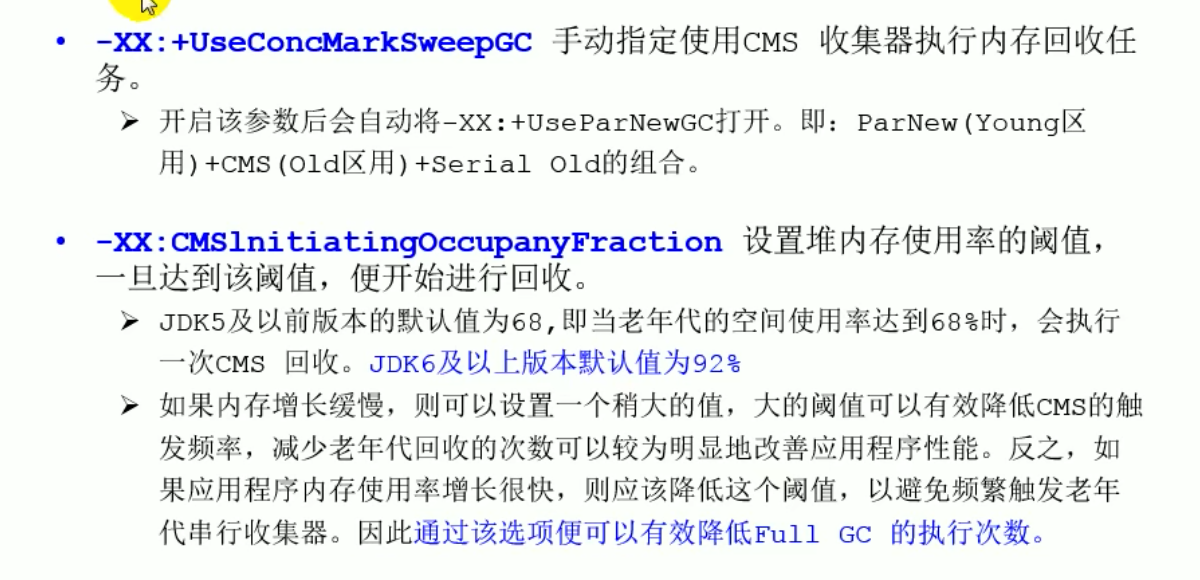 • -XX:+UseConcMarkSweepGC 手动指定使用CMS 收集器执行内存回收任
务。
➢ 开启该参数后会自动将-XX:+UseParNewGC打开。即：ParNew(Young区
用)+CMS(Old区用)+Serial Old的组合。
• -XX:CMSlnitiatingOccupanyFraction 设置堆内存使用率的阈值，
一旦达到该阈值，便开始进行回收。
➢ JDK5及以前版本的默认值为68,即当老年代的空间使用率达到68%时，会执行
一次CMS 回收。JDK6及以上版本默认值为92%
➢ 如果内存增长缓慢，则可以设置一个稍大的值，大的阈值可以有效降低CMS的触
发频率，减少老年代回收的次数可以较为明显地改善应用程序性能。反之，如
果应用程序内存使用率增长很快，则应该降低这个阈值，以避免频繁触发老年
代串行收集器。因此通过该选项便可以有效降低Full GC 的执行次数。